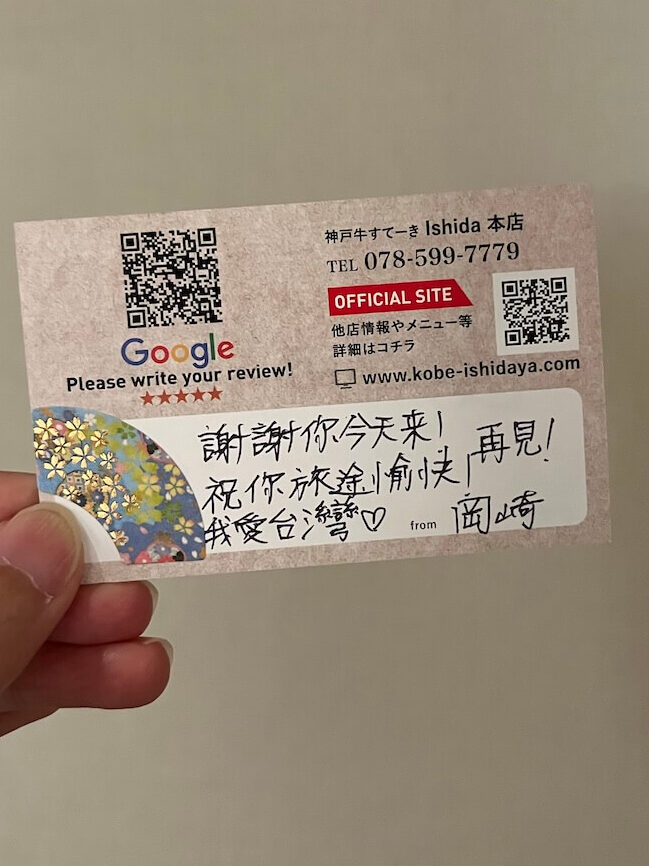 Google
Please write your review!
★★★★★
神戸牛すてーき Ishida 本店
TEL 078-599-7779
OFFICIAL SITE
他店情報やメニュー等
詳細はコチラ
www.kobe-ishidaya.com
謝謝你今天来!
祝你旅途愉快! 再見!
我愛台灣♡
from 岡崎